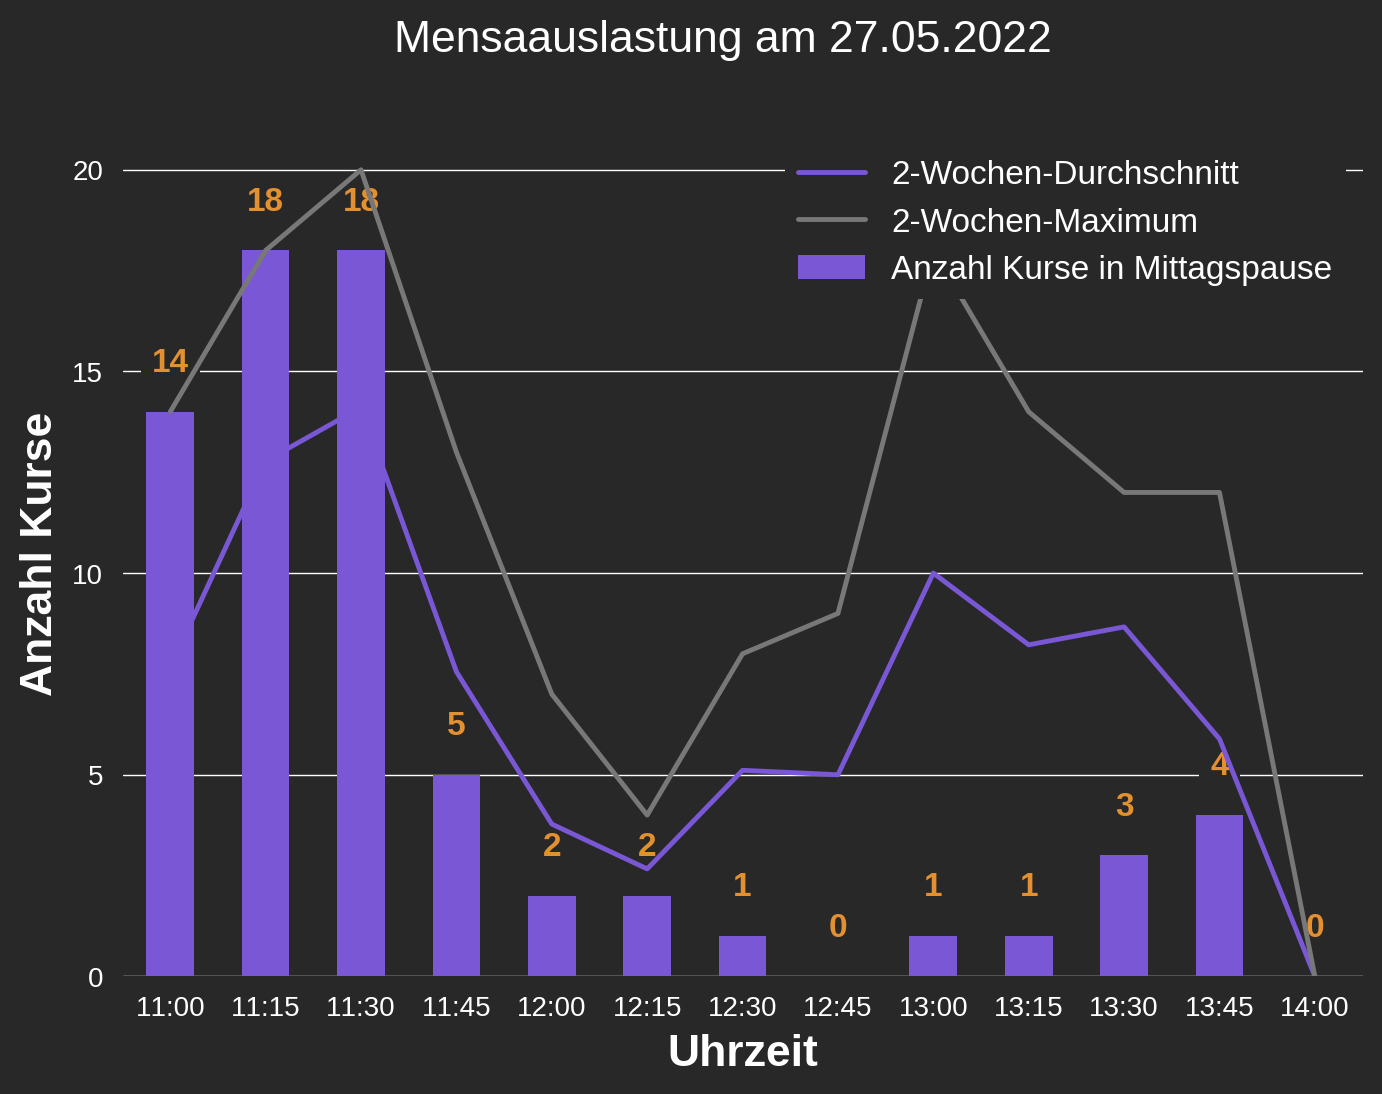 Mensaauslastung am 27.05.2022
2-Wochen-Durchschnitt
2-Wochen-Maximum
Anzahl Kurse in Mittagspause
Anzahl Kurse
20
15
10
5
0
14
18
18
5
2
2
1
0
1
1
3
4
0
11:00 11:15 11:30 11:45 12:00 12:15 12:30 12:45 13:00 13:15 13:30 13:45 14:00
Uhrzeit